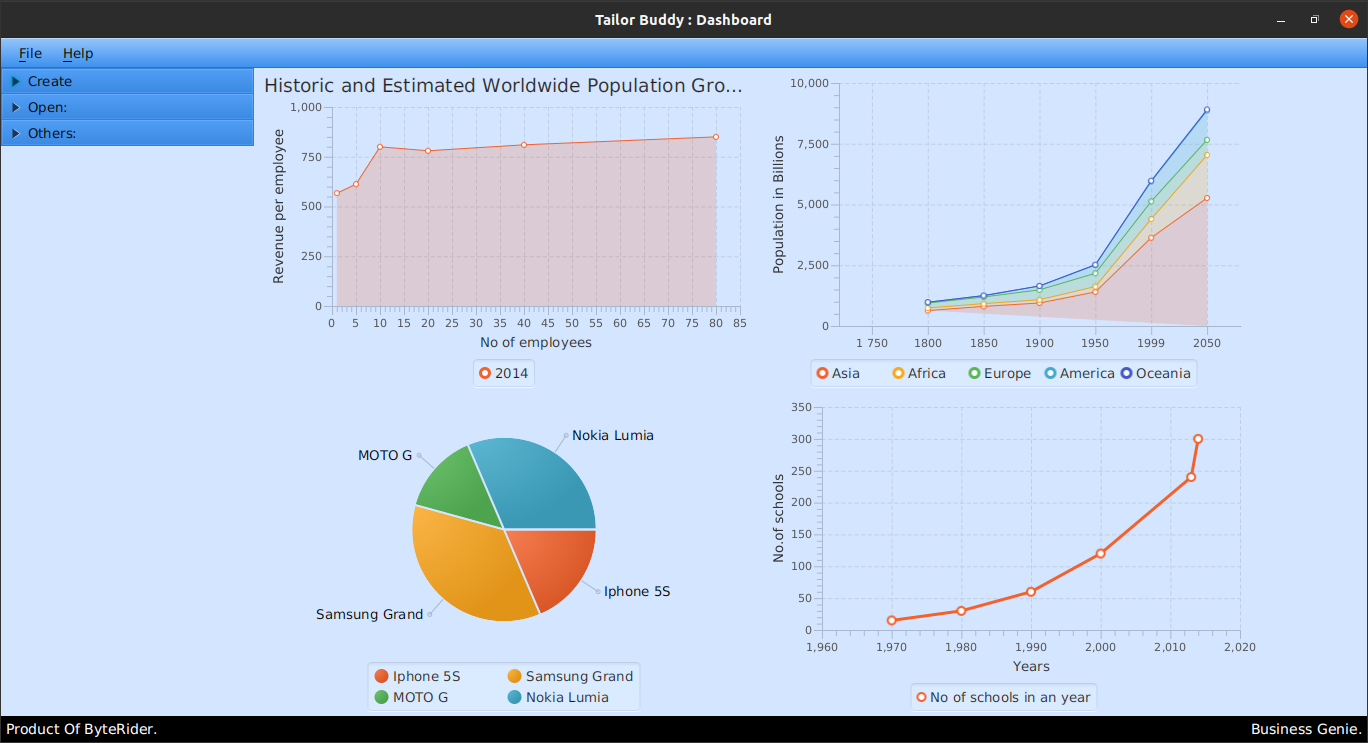 Tailor Buddy : Dashboard
File Help
Create
Open:
Others:
Historic and Estimated Worldwide Population Gro...
Revenue per employee
1,000
750
500
250
0
0 5 10 15 20 25 30 35 40 45 50 55 60 65 70 75 80 85
No of employees
2014
Population in Billions
10,000
7,500
5,000
2,500
0
1 750 1800 1850 1900 1950 1999 2050
Asia Africa Europe America Oceania
Nokia Lumia
MOTO G
Iphone 5S
Samsung Grand
Iphone 5S Samsung Grand
MOTO G Nokia Lumia
No.of schools
350
300
250
200
150
100
50
0
1,960 1,970 1,980 1,990 2,000 2,010 2,020
Years
No of schools in an year
Product Of ByteRider.
Business Genie.